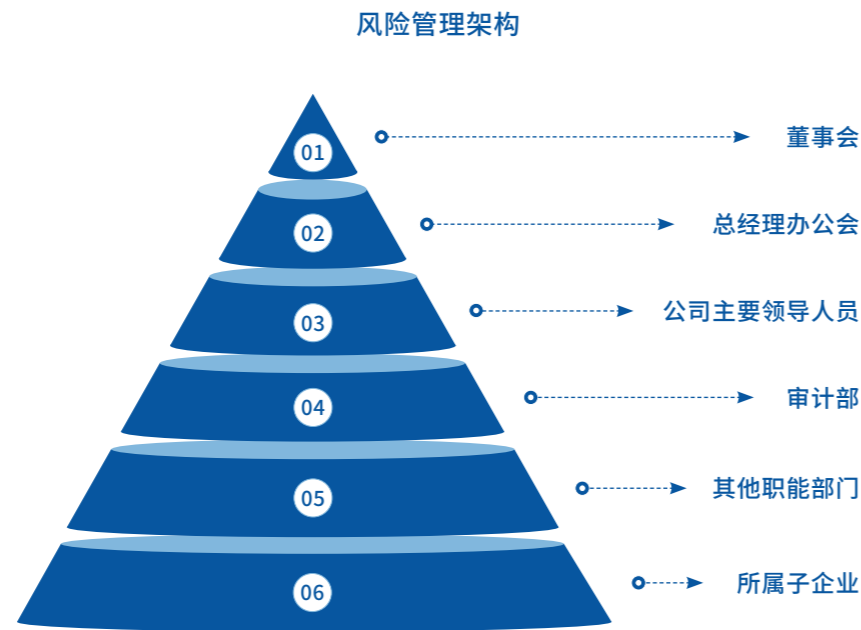 风险管理架构
01
董事会
02
总经理办公会
03
公司主要领导人员
04
审计部
05
其他职能部门
06
所属子企业